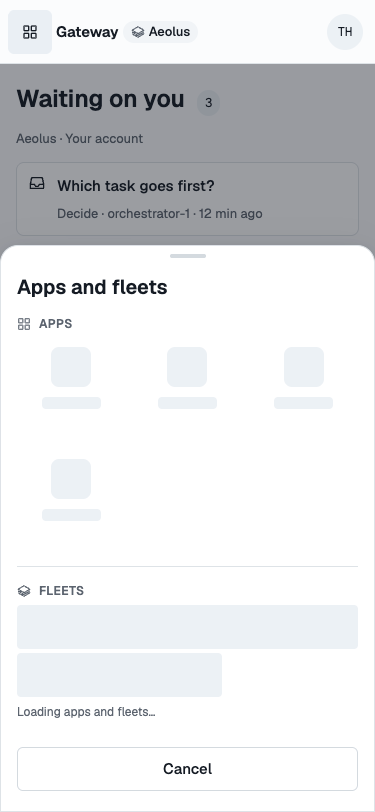 Gateway Aeolus TH
Waiting on you 3
Aeolus · Your account
Which task goes first?
Decide · orchestrator-1 · 12 min ago
Apps and fleets
APPS
FLEETS
Loading apps and fleets…
Cancel